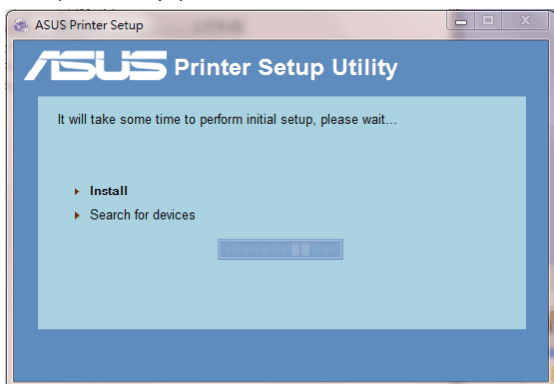 ASUS Printer Setup
ASUS Printer Setup Utility
It will take some time to perform initial setup, please wait...
Install
Search for devices